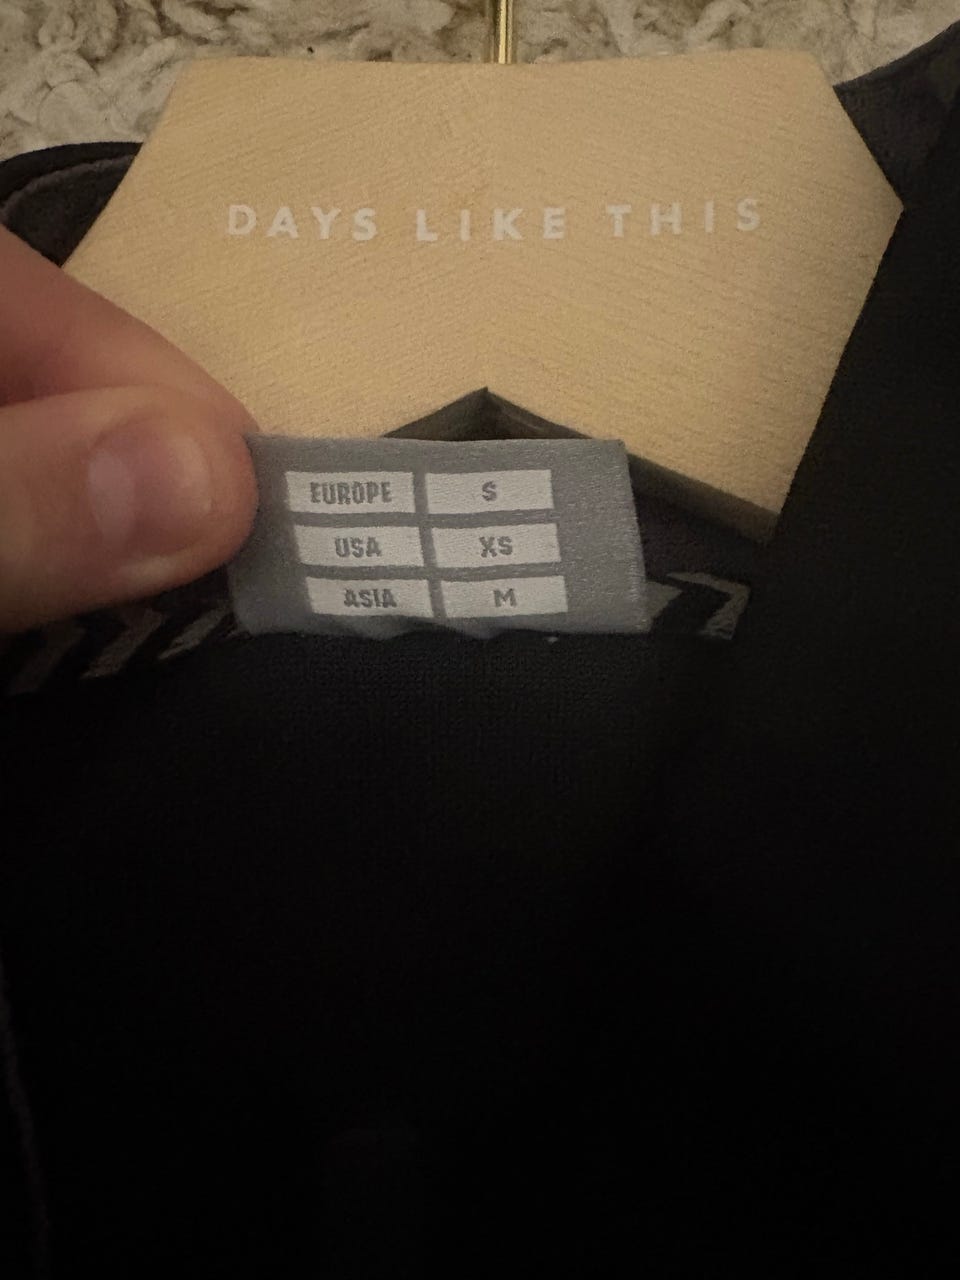 DAYS LIKE THIS
EUROPE S
USA XS
ASIA M